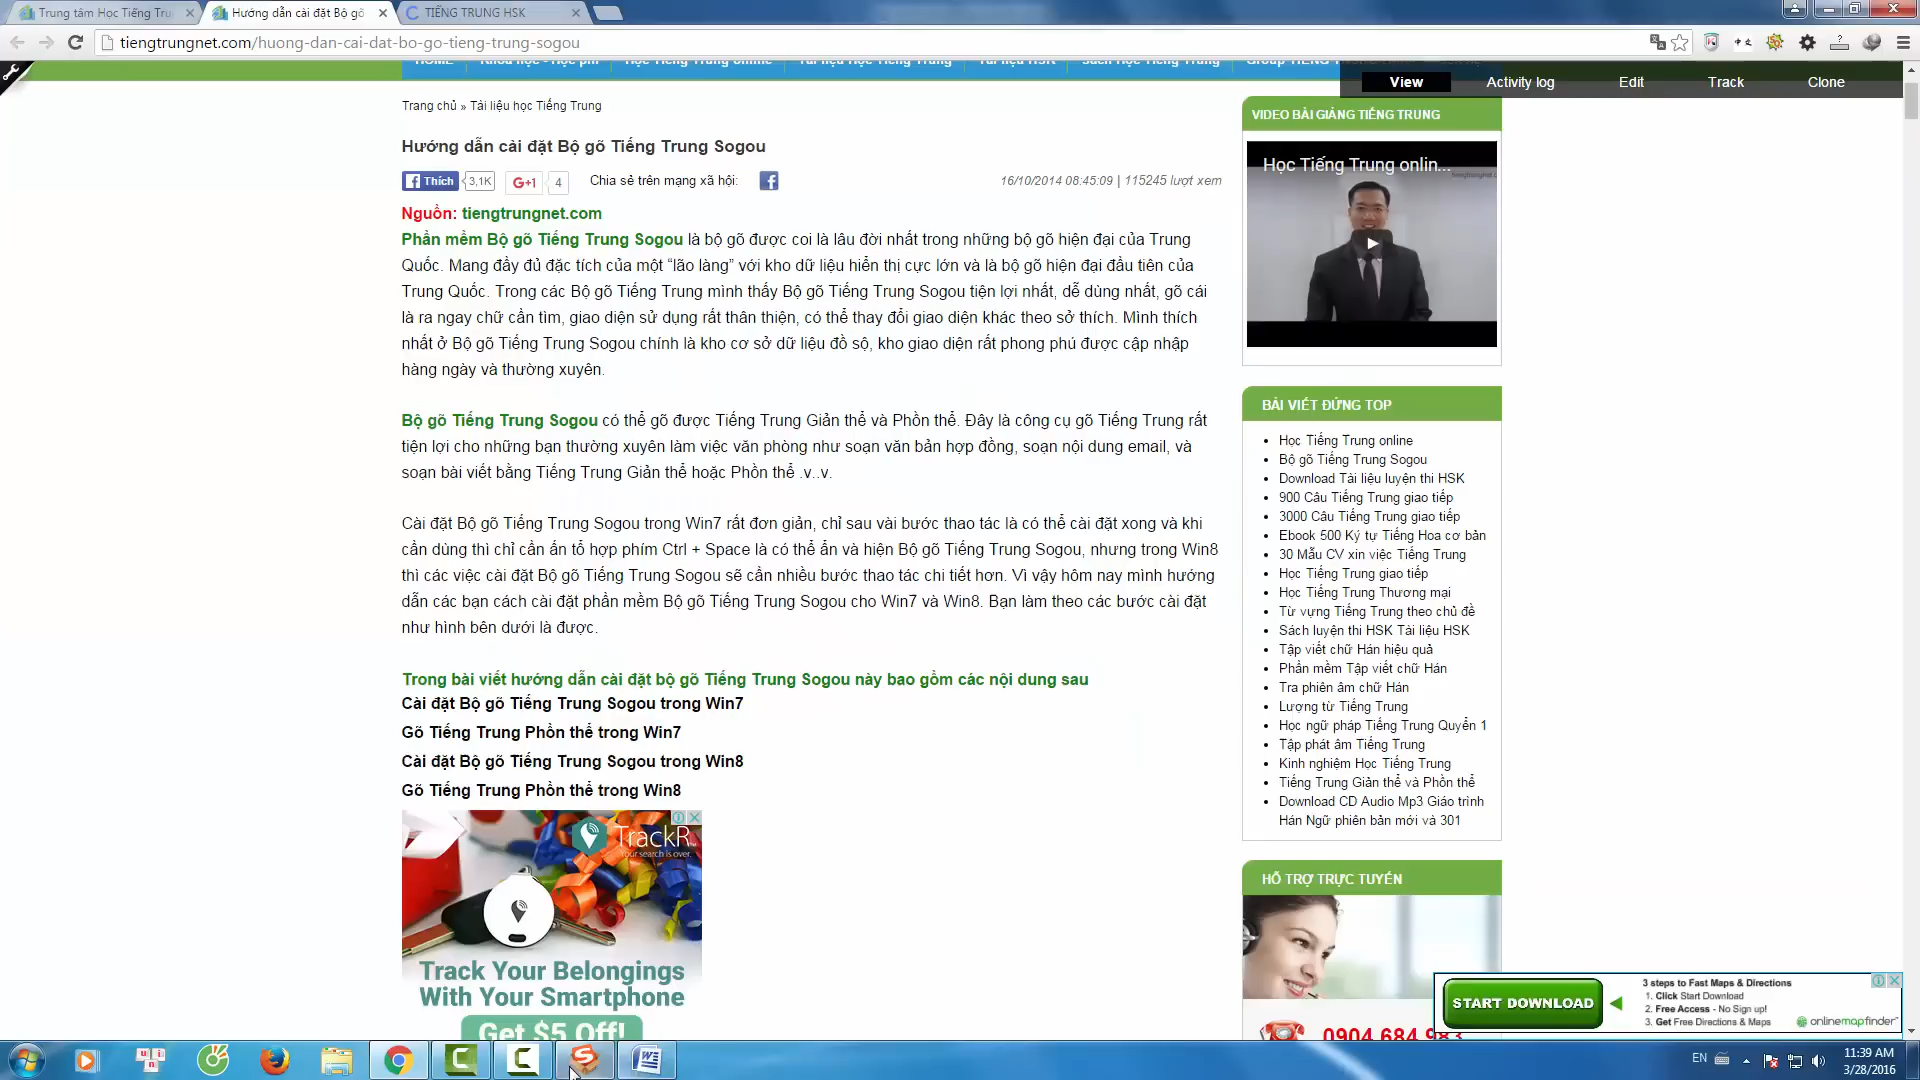 Trung tâm Học Tiếng Tru
Hướng dẫn cài đặt Bộ gõ
TIẾNG TRUNG HSK
tiengtrungnet.com/huong-dan-cai-dat-bo-go-tieng-trung-sogou
View
Activity log
Edit
Track
Clone
Trang chủ » Tài liệu học Tiếng Trung
Hướng dẫn cài đặt Bộ gõ Tiếng Trung Sogou
Thích
3,1K
G+1
4
Chia sẻ trên mạng xã hội:
16/10/2014 08:45:09 | 115245 lượt xem
Nguồn: tiengtrungnet.com
Phần mềm Bộ gõ Tiếng Trung Sogou là bộ gõ được coi là lâu đời nhất trong những bộ gõ hiện đại của Trung
Quốc. Mang đầy đủ đặc tích của một “lão làng” với kho dữ liệu hiển thị cực lớn và là bộ gõ hiện đại đầu tiên của
Trung Quốc. Trong các Bộ gõ Tiếng Trung mình thấy Bộ gõ Tiếng Trung Sogou tiện lợi nhất, dễ dùng nhất, gõ cái
là ra ngay chữ cần tìm, giao diện sử dụng rất thân thiện, có thể thay đổi giao diện khác theo sở thích. Mình thích
nhất ở Bộ gõ Tiếng Trung Sogou chính là kho cơ sở dữ liệu đồ sộ, kho giao diện rất phong phú được cập nhập
hàng ngày và thường xuyên.
Bộ gõ Tiếng Trung Sogou có thể gõ được Tiếng Trung Giản thể và Phồn thể. Đây là công cụ gõ Tiếng Trung rất
tiện lợi cho những bạn thường xuyên làm việc văn phòng như soạn văn bản hợp đồng, soạn nội dung email, và
soạn bài viết bằng Tiếng Trung Giản thể hoặc Phồn thể .v..v.
Cài đặt Bộ gõ Tiếng Trung Sogou trong Win7 rất đơn giản, chỉ sau vài bước thao tác là có thể cài đặt xong và khi
cần dùng thì chỉ cần ấn tổ hợp phím Ctrl + Space là có thể ẩn và hiện Bộ gõ Tiếng Trung Sogou, nhưng trong Win8
thì các việc cài đặt Bộ gõ Tiếng Trung Sogou sẽ cần nhiều bước thao tác chi tiết hơn. Vì vậy hôm nay mình hướng
dẫn các bạn cách cài đặt phần mềm Bộ gõ Tiếng Trung Sogou cho Win7 và Win8. Bạn làm theo các bước cài đặt
như hình bên dưới là được.
Trong bài viết hướng dẫn cài đặt bộ gõ Tiếng Trung Sogou này bao gồm các nội dung sau
Cài đặt Bộ gõ Tiếng Trung Sogou trong Win7
Gõ Tiếng Trung Phồn thể trong Win7
Cài đặt Bộ gõ Tiếng Trung Sogou trong Win8
Gõ Tiếng Trung Phồn thể trong Win8
TrackR
Your search is over.
Track Your Belongings
With Your Smartphone
Get $5 Off!
VIDEO BÀI GIẢNG TIẾNG TRUNG
Học Tiếng Trung onlin...
BÀI VIẾT ĐỨNG TOP
Học Tiếng Trung online
Bộ gõ Tiếng Trung Sogou
Download Tài liệu luyện thi HSK
900 Câu Tiếng Trung giao tiếp
3000 Câu Tiếng Trung giao tiếp
Ebook 500 Ký tự Tiếng Hoa cơ bản
30 Mẫu CV xin việc Tiếng Trung
Học Tiếng Trung giao tiếp
Học Tiếng Trung Thương mại
Từ vựng Tiếng Trung theo chủ đề
Sách luyện thi HSK Tài liệu HSK
Tập viết chữ Hán hiệu quả
Phần mềm Tập viết chữ Hán
Tra phiên âm chữ Hán
Lượng từ Tiếng Trung
Học ngữ pháp Tiếng Trung Quyển 1
Tập phát âm Tiếng Trung
Kinh nghiệm Học Tiếng Trung
Tiếng Trung Giản thể và Phồn thể
Download CD Audio Mp3 Giáo trình
Hán Ngữ phiên bản mới và 301
HỖ TRỢ TRỰC TUYẾN
0904 684 983
START DOWNLOAD
3 steps to Fast Maps & Directions
1. Click Start Download
2. Free Access - No Sign up!
3. Get Free Directions & Maps
onlinemapfinder
EN
11:39 AM
3/28/2016